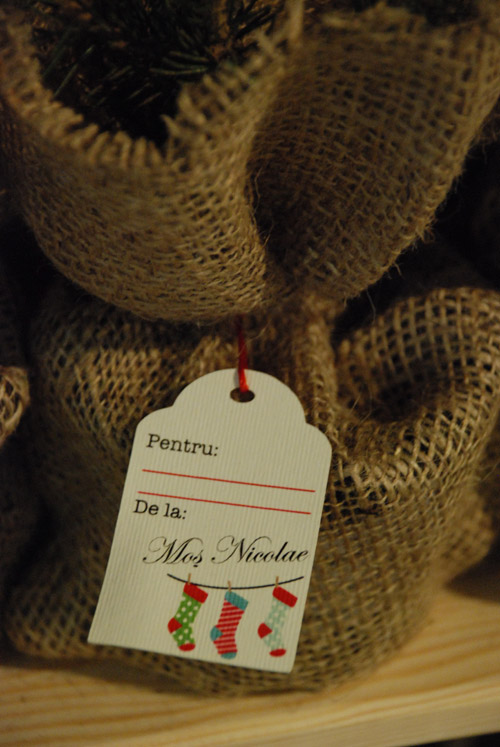 Pentru:
De la:
Moș Nicolae